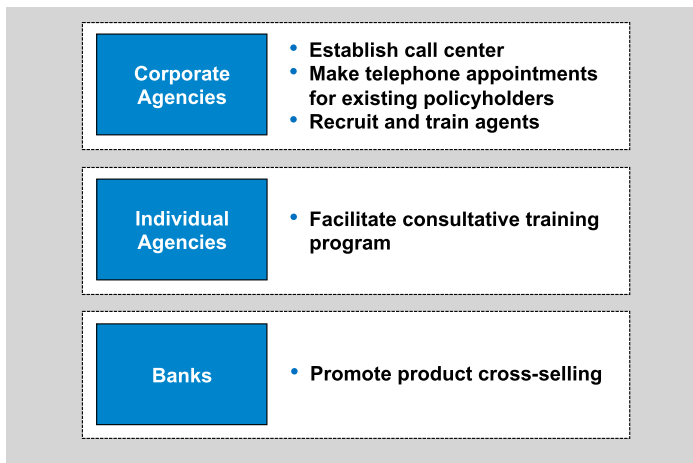 Corporate
Agencies
• Establish call center
• Make telephone appointments
for existing policyholders
• Recruit and train agents
Individual
Agencies
• Facilitate consultative training
program
Banks
• Promote product cross-selling